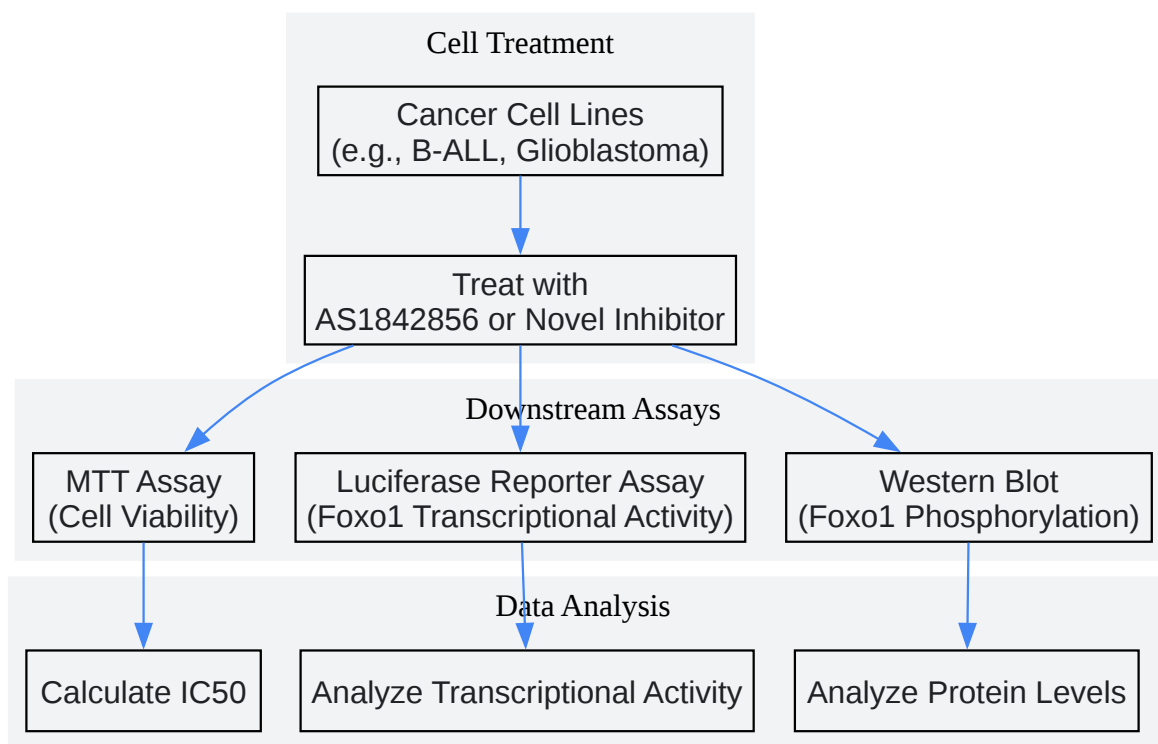 Cell Treatment
Cancer Cell Lines
(e.g., B-ALL, Glioblastoma)
Treat with
AS1842856 or Novel Inhibitor
Downstream Assays
MTT Assay
(Cell Viability)
Luciferase Reporter Assay
(Foxo1 Transcriptional Activity)
Western Blot
(Foxo1 Phosphorylation)
Data Analysis
Calculate IC50
Analyze Transcriptional Activity
Analyze Protein Levels